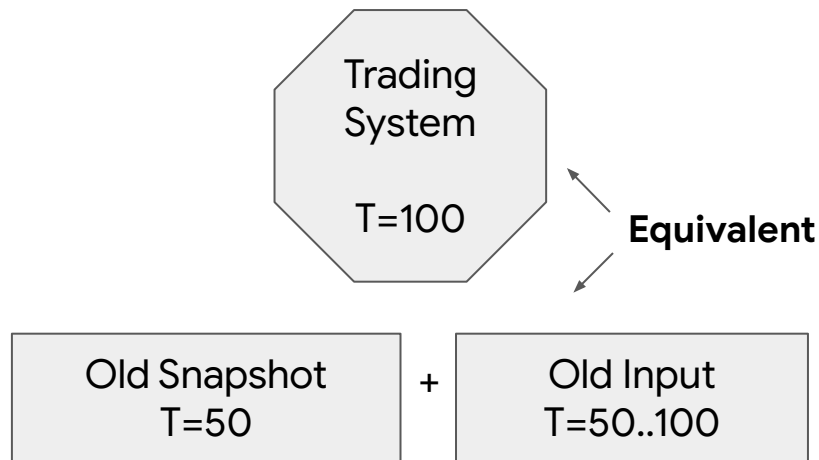 Trading
System
T=100
Equivalent
Old Snapshot
T=50
+
Old Input
T=50..100